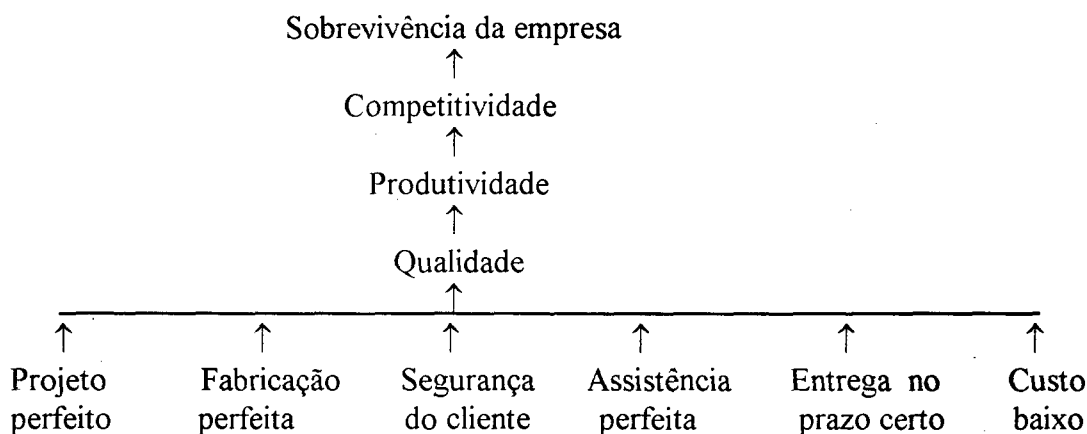 Sobrevivência da empresa
↑
Competitividade
↑
Produtividade
↑
Qualidade
↑
↑ ↑ ↑ ↑ ↑ ↑
Projeto Fabricação Segurança Assistência Entrega no Custo
perfeito perfeita do cliente perfeita prazo certo baixo